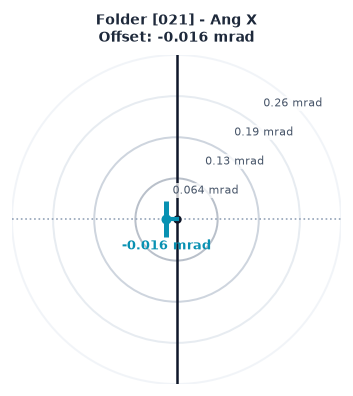 Folder [021] - Ang X
Offset: -0.016 mrad
0.26 mrad
0.19 mrad
0.13 mrad
0.064 mrad
-0.016 mrad